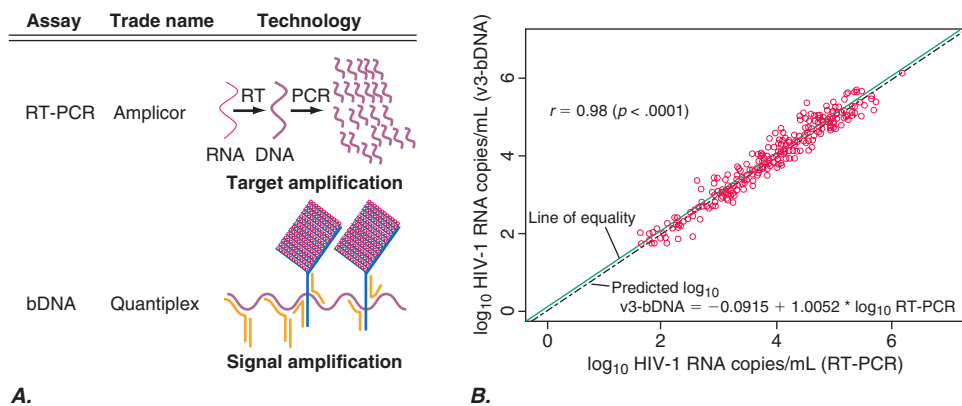 Assay Trade name Technology
RT-PCR Amplicor
RT PCR
RNA DNA
Target amplification
bDNA Quantiplex
Signal amplification
A.
log10 HIV-1 RNA copies/mL (v3-bDNA)
6
4
2
0
r = 0.98 (p < .0001)
Line of equality
Predicted log10
v3-bDNA = −0.0915 + 1.0052 * log10 RT-PCR
0 2 4 6
log10 HIV-1 RNA copies/mL (RT-PCR)
B.